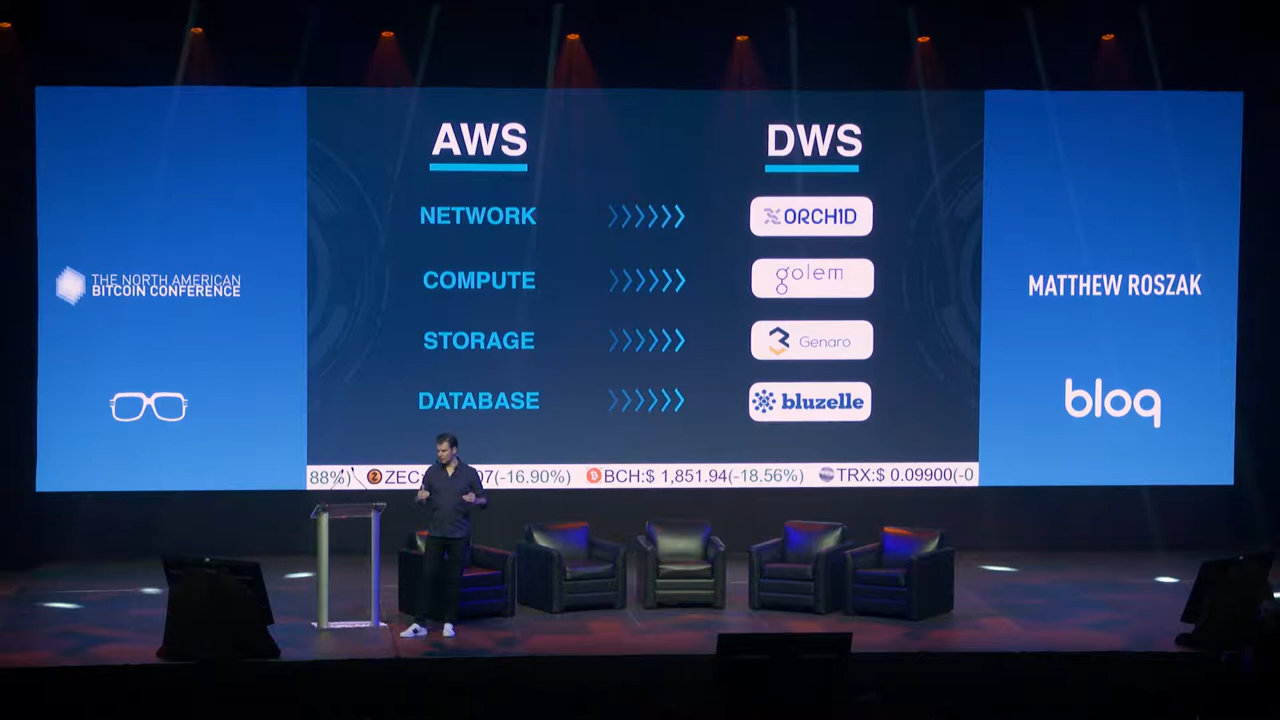 THE NORTH AMERICAN
BITCOIN CONFERENCE
AWS
DWS
NETWORK
ORCH1D
COMPUTE
golem
STORAGE
Genaro
DATABASE
bluzelle
88%) ZEC: 07(-16.90%) BCH:$ 1,851.94(-18.56%) TRX:$ 0.09900(-0
MATTHEW ROSZAK
bloq